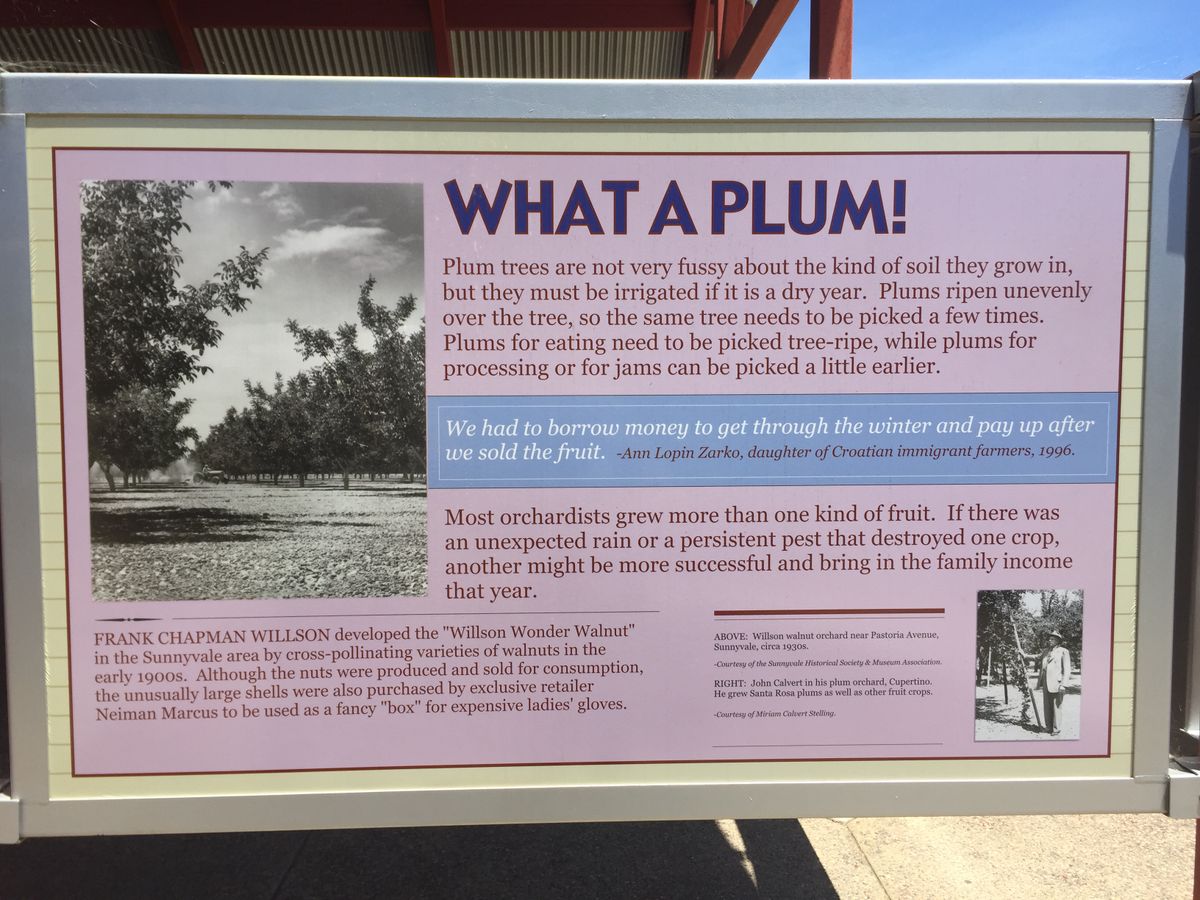 WHAT A PLUM!
Plum trees are not very fussy about the kind of soil they grow in,
but they must be irrigated if it is a dry year.  Plums ripen unevenly
over the tree, so the same tree needs to be picked a few times.
Plums for eating need to be picked tree-ripe, while plums for
processing or for jams can be picked a little earlier.
We had to borrow money to get through the winter and pay up after
we sold the fruit.  -Ann Lopin Zarko, daughter of Croatian immigrant farmers, 1996.
Most orchardists grew more than one kind of fruit.  If there was
an unexpected rain or a persistent pest that destroyed one crop,
another might be more successful and bring in the family income
that year.
FRANK CHAPMAN WILLSON developed the "Willson Wonder Walnut"
in the Sunnyvale area by cross-pollinating varieties of walnuts in the
early 1900s.  Although the nuts were produced and sold for consumption,
the unusually large shells were also purchased by exclusive retailer
Neiman Marcus to be used as a fancy "box" for expensive ladies' gloves.
ABOVE:  Willson walnut orchard near Pastoria Avenue,
Sunnyvale, circa 1930s.
-Courtesy of the Sunnyvale Historical Society & Museum Association.
RIGHT:  John Calvert in his plum orchard, Cupertino.
He grew Santa Rosa plums as well as other fruit crops.
-Courtesy of Miriam Calvert Stelling.